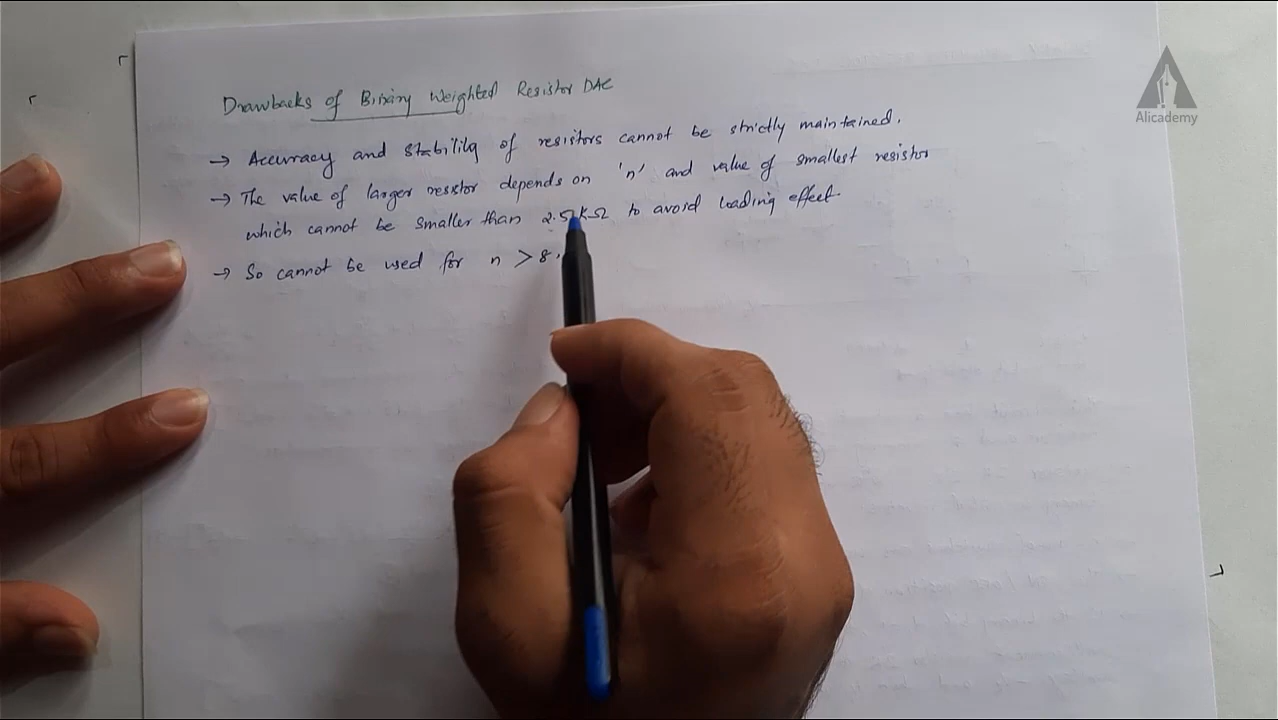 Drawbacks of Binary Weighted Resistor DAC
→ Accuracy and stability of resistors cannot be strictly maintained.
→ The value of larger resistor depends on 'n' and value of smallest resistor
which cannot be smaller than 2.5kΩ to avoid loading effect
→ So cannot be used for n > 8.
Alicademy